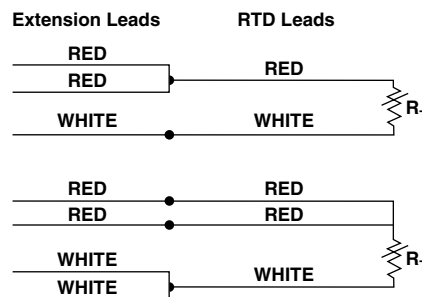 Extension Leads RTD Leads
RED
RED
RED
WHITE WHITE
R
RED RED
RED RED
WHITE
WHITE
WHITE
R